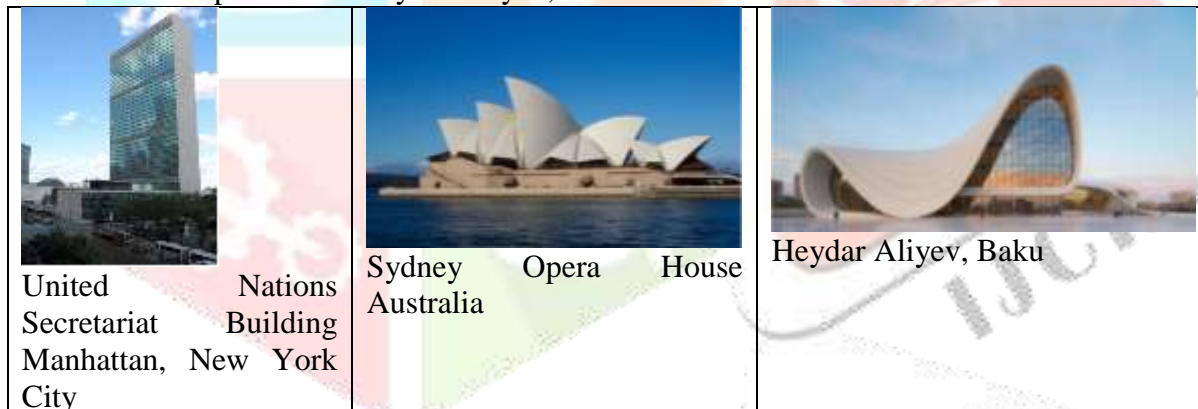 United Nations
Secretariat Building
Manhattan, New York
City
Sydney Opera House
Australia
Heydar Aliyev, Baku